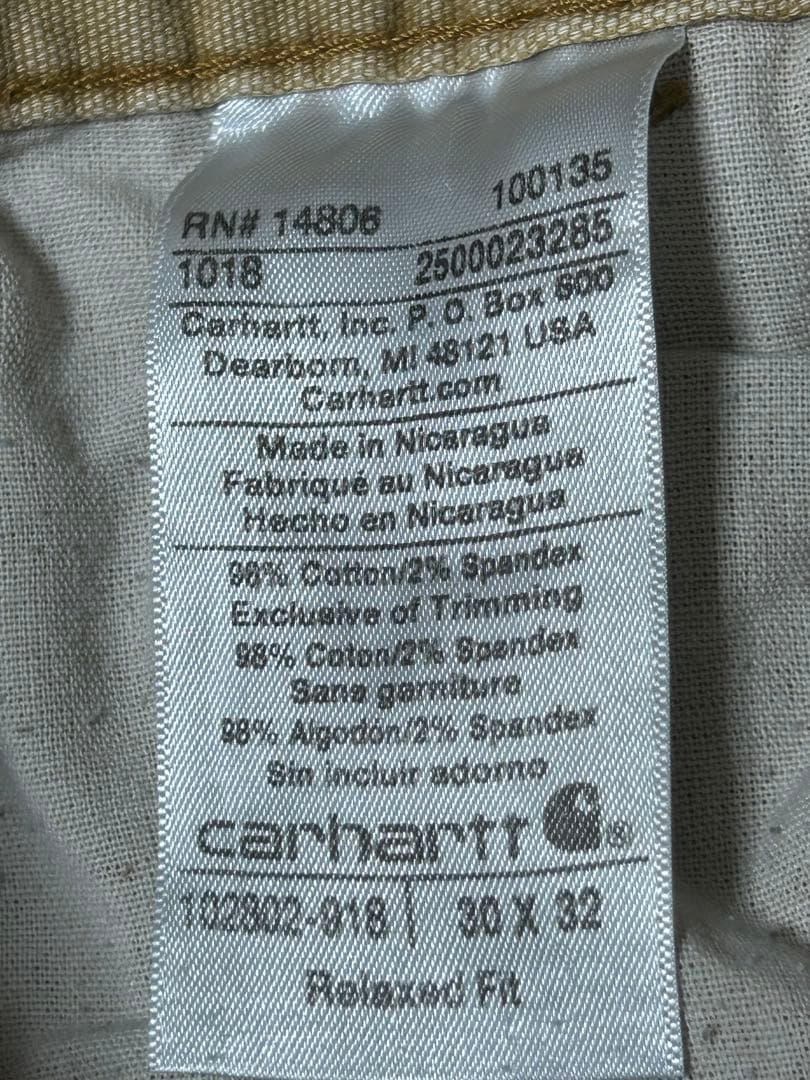 RN# 14806 100135
1018 2500023285
Carhartt, Inc. P. O. Box 600
Dearborn, MI 48121 USA
Carhartt.com
Made in Nicaragua
Fabriqué au Nicaragua
Hecho en Nicaragua
98% Cotton/2% Spandex
Exclusive of Trimming
98% Coton/2% Spandex
Sans garniture
98% Algodón/2% Spandex
Sin incluir adorno
carhartt ®
102802-918 | 30 X 32
Relaxed Fit